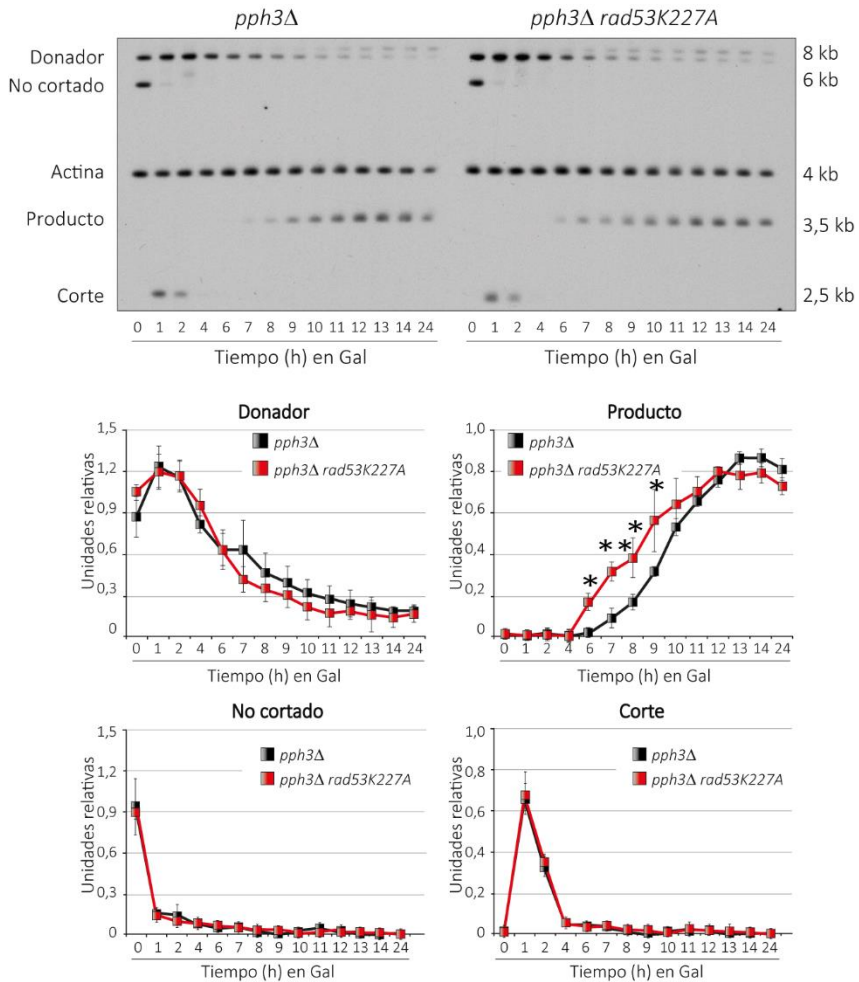 pph3Δ pph3Δ rad53K227A
Donador 8 kb
No cortado 6 kb
Actina 4 kb
Producto 3,5 kb
Corte 2,5 kb
0 1 2 4 6 7 8 9 10 11 12 13 14 24 0 1 2 4 6 7 8 9 10 11 12 13 14 24
Tiempo (h) en Gal Tiempo (h) en Gal
Donador
Unidades relativas
1,5
1,2
0,9
0,6
0,3
0
pph3Δ
pph3Δ rad53K227A
0 1 2 4 6 7 8 9 10 11 12 13 14 24
Tiempo (h) en Gal
Producto
Unidades relativas
1,0
0,8
0,6
0,4
0,2
0
pph3Δ
pph3Δ rad53K227A
* * * * *
0 1 2 4 6 7 8 9 10 11 12 13 14 24
Tiempo (h) en Gal
No cortado
Unidades relativas
1,5
1,2
0,9
0,6
0,3
0
pph3Δ
pph3Δ rad53K227A
0 1 2 4 6 7 8 9 10 11 12 13 14 24
Tiempo (h) en Gal
Corte
Unidades relativas
1,0
0,8
0,6
0,4
0,2
0
pph3Δ
pph3Δ rad53K227A
0 1 2 4 6 7 8 9 10 11 12 13 14 24
Tiempo (h) en Gal